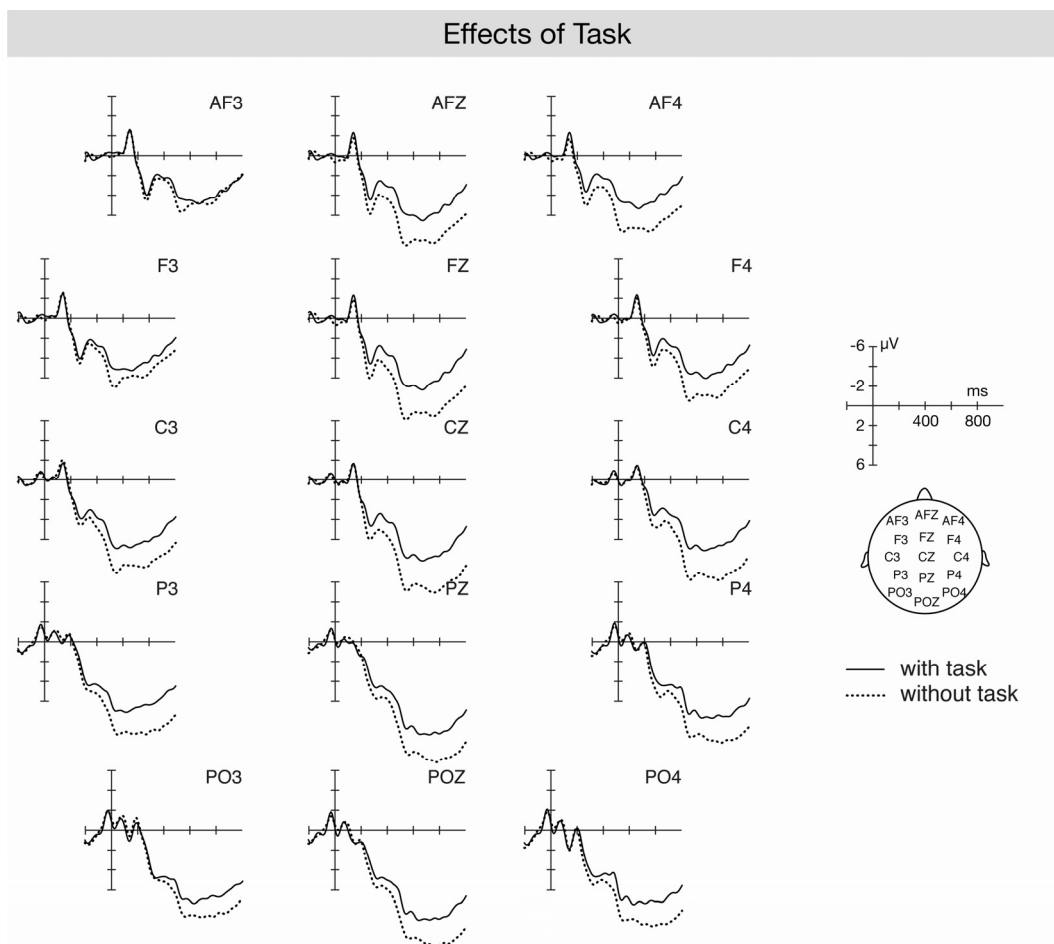 Effects of Task
AF3 AFZ AF4
F3 FZ F4
C3 CZ C4
P3 PZ P4
PO3 POZ PO4
-6 µV
-2
ms
2 400 800
6
AF3 AFZ AF4
F3 FZ F4
C3 CZ C4
P3 PZ P4
PO3 POZ PO4
with task
without task